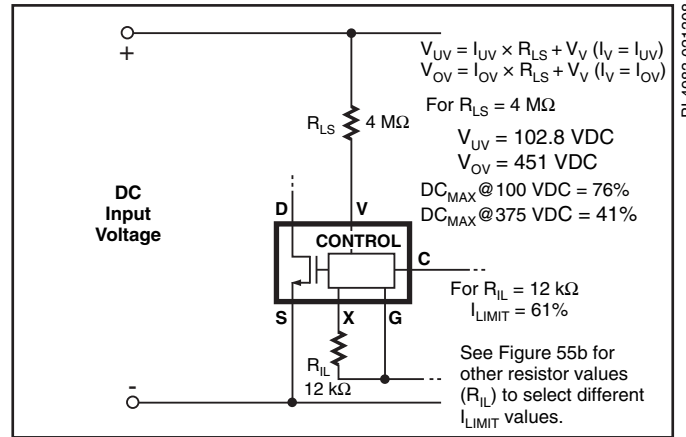 +
V_UV = I_UV × R_LS + V_V (I_V = I_UV)
V_OV = I_OV × R_LS + V_V (I_V = I_OV)
For R_LS = 4 MΩ
R_LS 4 MΩ
V_UV = 102.8 VDC
V_OV = 451 VDC
DC_MAX @100 VDC = 76%
DC_MAX @375 VDC = 41%
DC
Input
Voltage
D V
CONTROL
C
For R_IL = 12 kΩ
I_LIMIT = 61%
S X G
R_IL
12 kΩ
See Figure 55b for
other resistor values
(R_IL) to select different
I_LIMIT values.
-